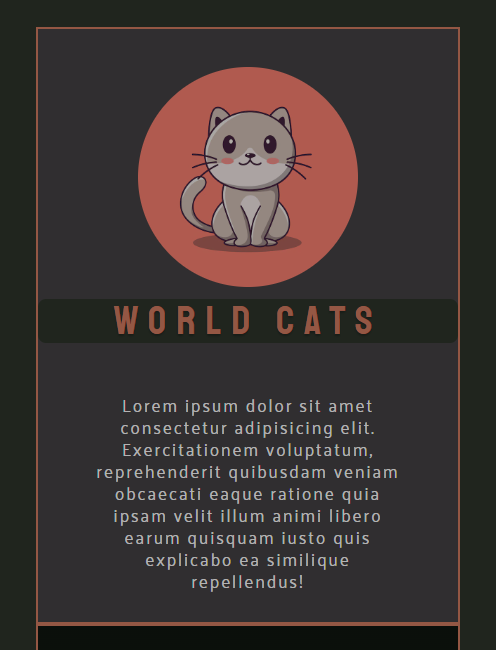 WORLD CATS
Lorem ipsum dolor sit amet
consectetur adipisicing elit.
Exercitationem voluptatum,
reprehenderit quibusdam veniam
obcaecati eaque ratione quia
ipsam velit illum animi libero
earum quisquam iusto quis
explicabo ea similique
repellendus!